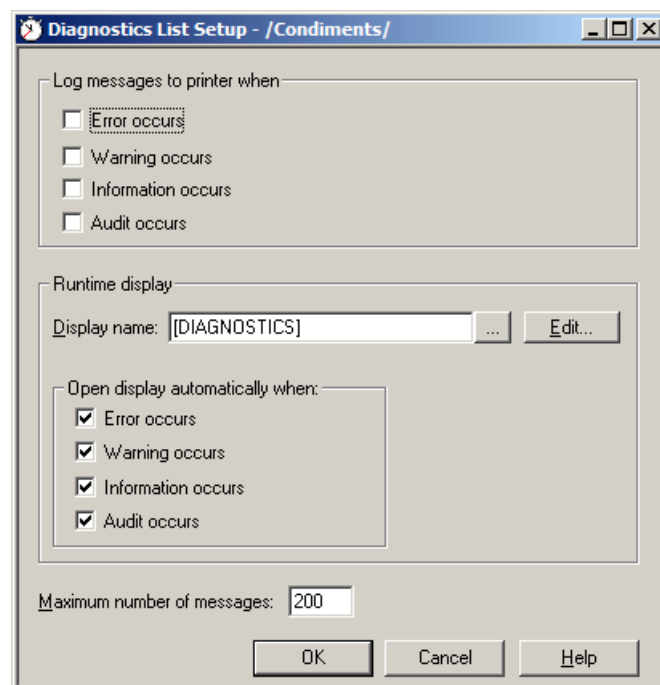 Diagnostics List Setup - /Condiments/
Log messages to printer when
Error occurs
Warning occurs
Information occurs
Audit occurs
Runtime display
Display name: [DIAGNOSTICS] ... Edit...
Open display automatically when:
Error occurs
Warning occurs
Information occurs
Audit occurs
Maximum number of messages: 200
OK Cancel Help